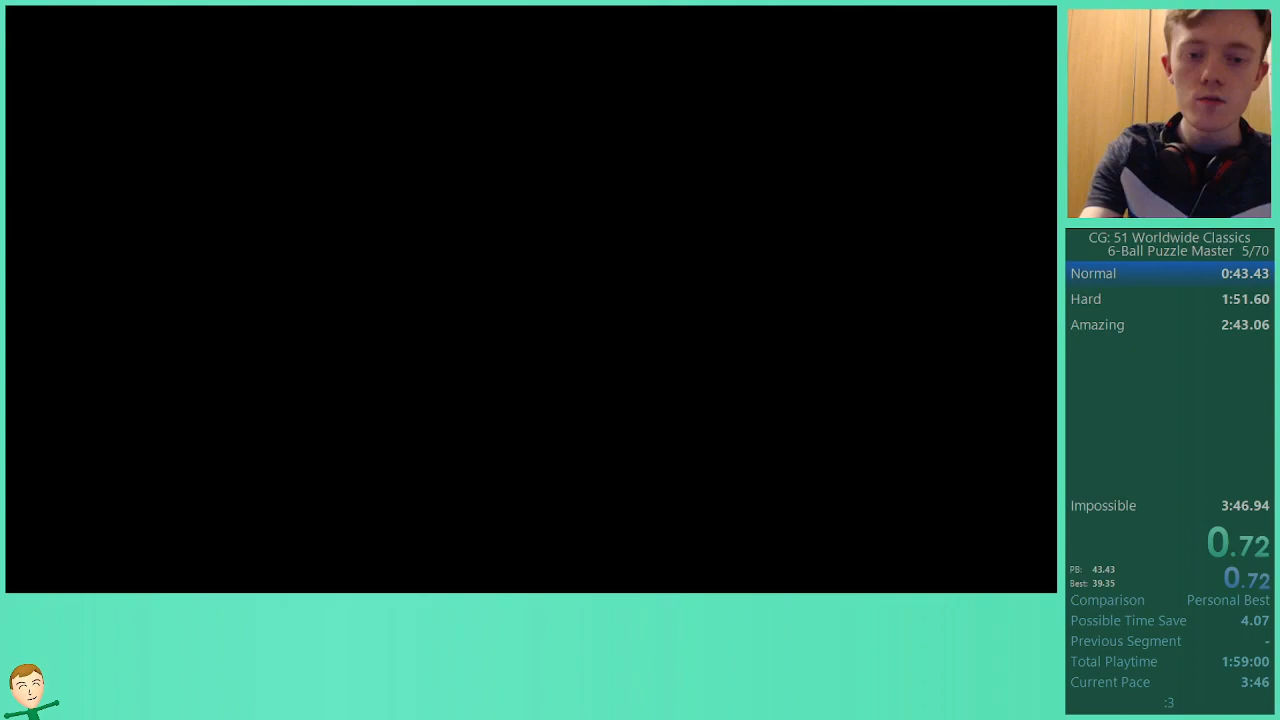 CG: 51 Worldwide Classics
6-Ball Puzzle Master 5/70
Normal 0:43.43
Hard 1:51.60
Amazing 2:43.06
Impossible 3:46.94
0.72
PB: 43.43
Best: 39.35 0.72
Comparison Personal Best
Possible Time Save 4.07
Previous Segment -
Total Playtime 1:59:00
Current Pace 3:46
:3